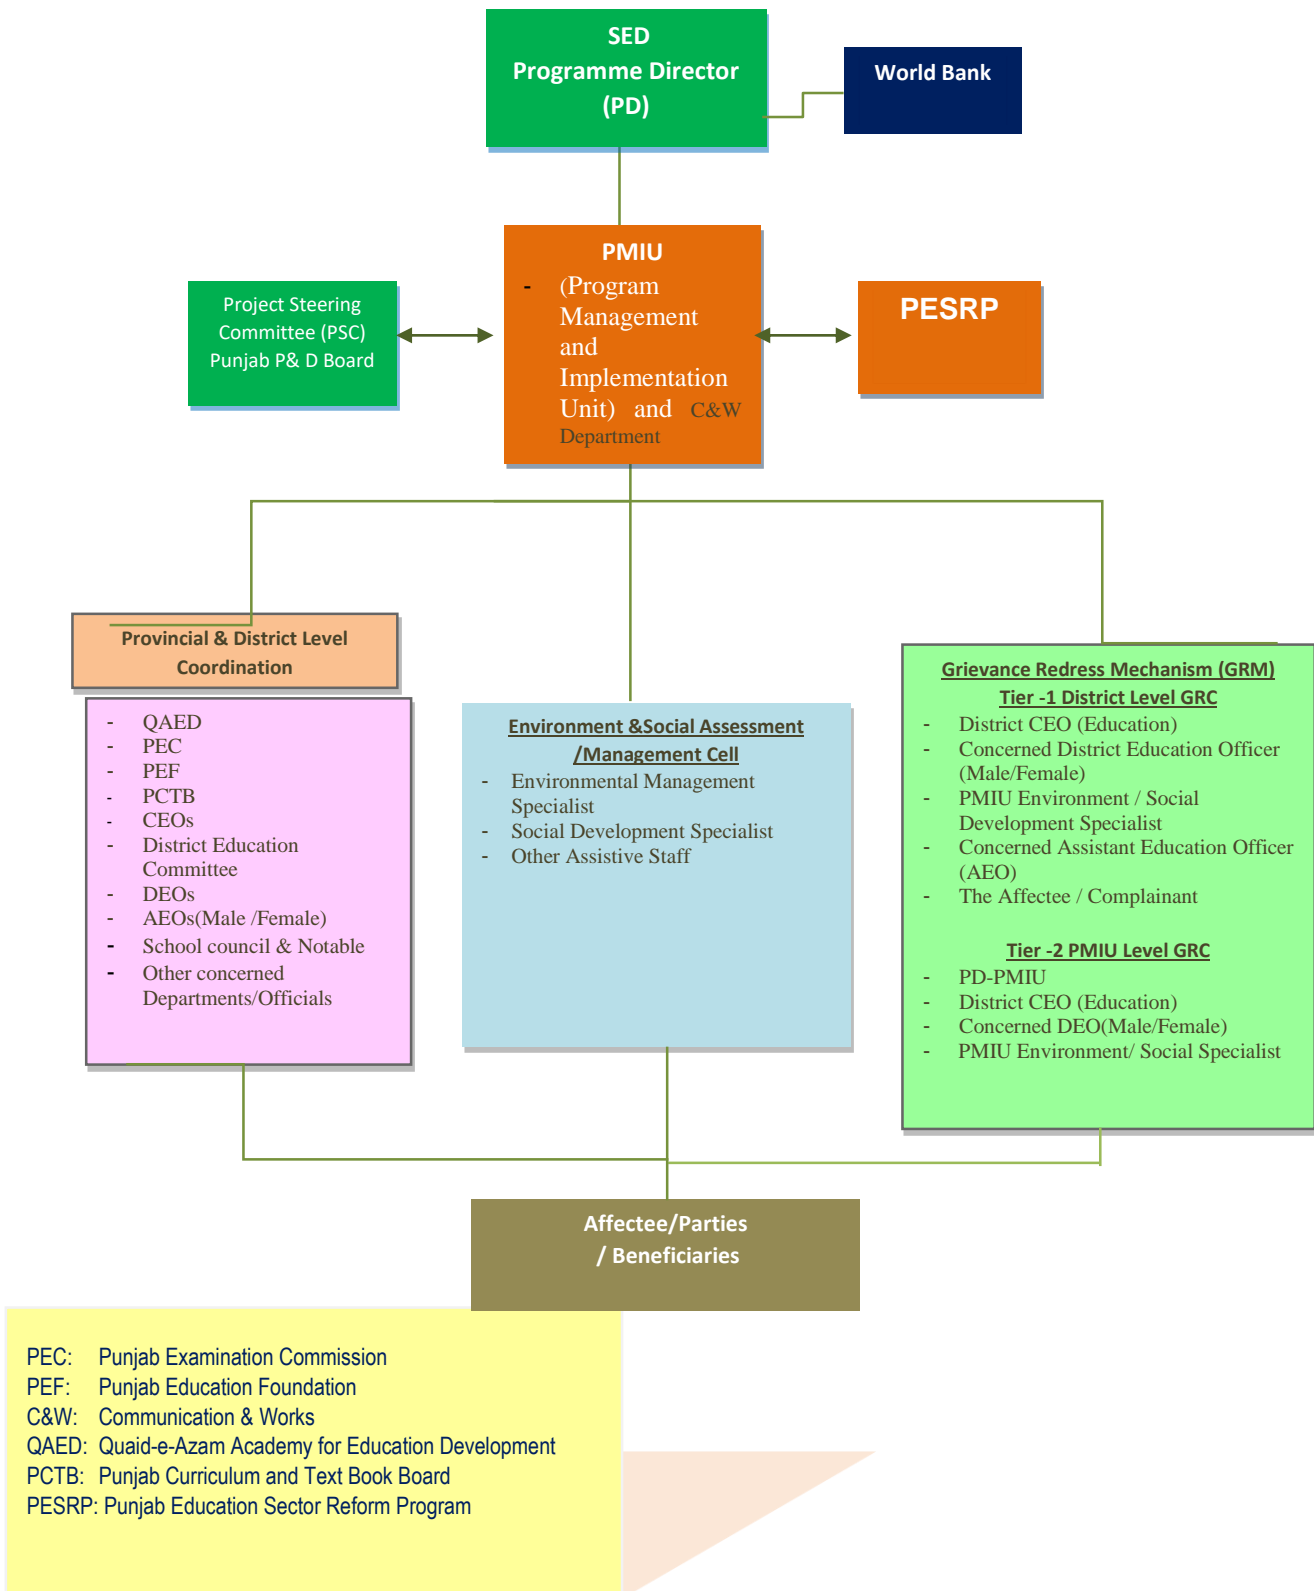 SED
Programme Director
(PD)
World Bank
PMIU
- (Program
Management
and
Implementation
Unit) and C&W
Department
Project Steering
Committee (PSC)
Punjab P& D Board
PESRP
Provincial & District Level
Coordination
- QAED
- PEC
- PEF
- PCTB
- CEOs
- District Education
Committee
- DEOs
- AEOs(Male /Female)
- School council & Notable
- Other concerned
Departments/Officials
Environment &Social Assessment
/Management Cell
- Environmental Management
Specialist
- Social Development Specialist
- Other Assistive Staff
Grievance Redress Mechanism (GRM)
Tier -1 District Level GRC
- District CEO (Education)
- Concerned District Education Officer
(Male/Female)
- PMIU Environment / Social
Development Specialist
- Concerned Assistant Education Officer
(AEO)
- The Affectee / Complainant
Tier -2 PMIU Level GRC
- PD-PMIU
- District CEO (Education)
- Concerned DEO(Male/Female)
- PMIU Environment/ Social Specialist
Affectee/Parties
/ Beneficiaries
PEC: Punjab Examination Commission
PEF: Punjab Education Foundation
C&W: Communication & Works
QAED: Quaid-e-Azam Academy for Education Development
PCTB: Punjab Curriculum and Text Book Board
PESRP: Punjab Education Sector Reform Program